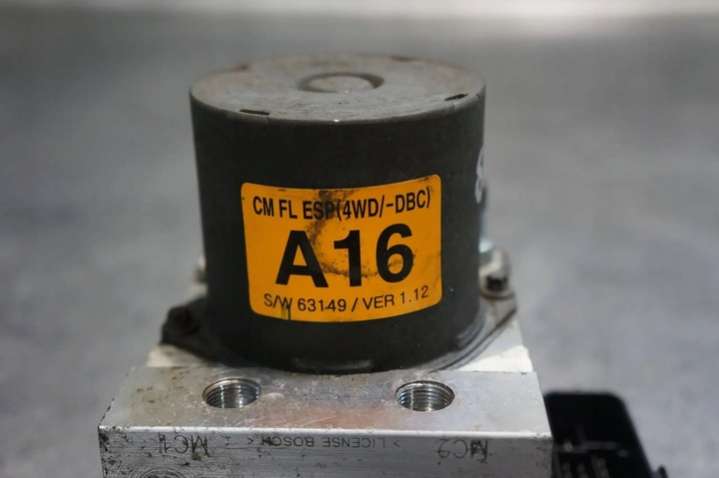 CM FL ESP(4WD/-DBC)
A16
S/W 63149 / VER 1.12
MC1 > LICENSE BOSCH < MC2